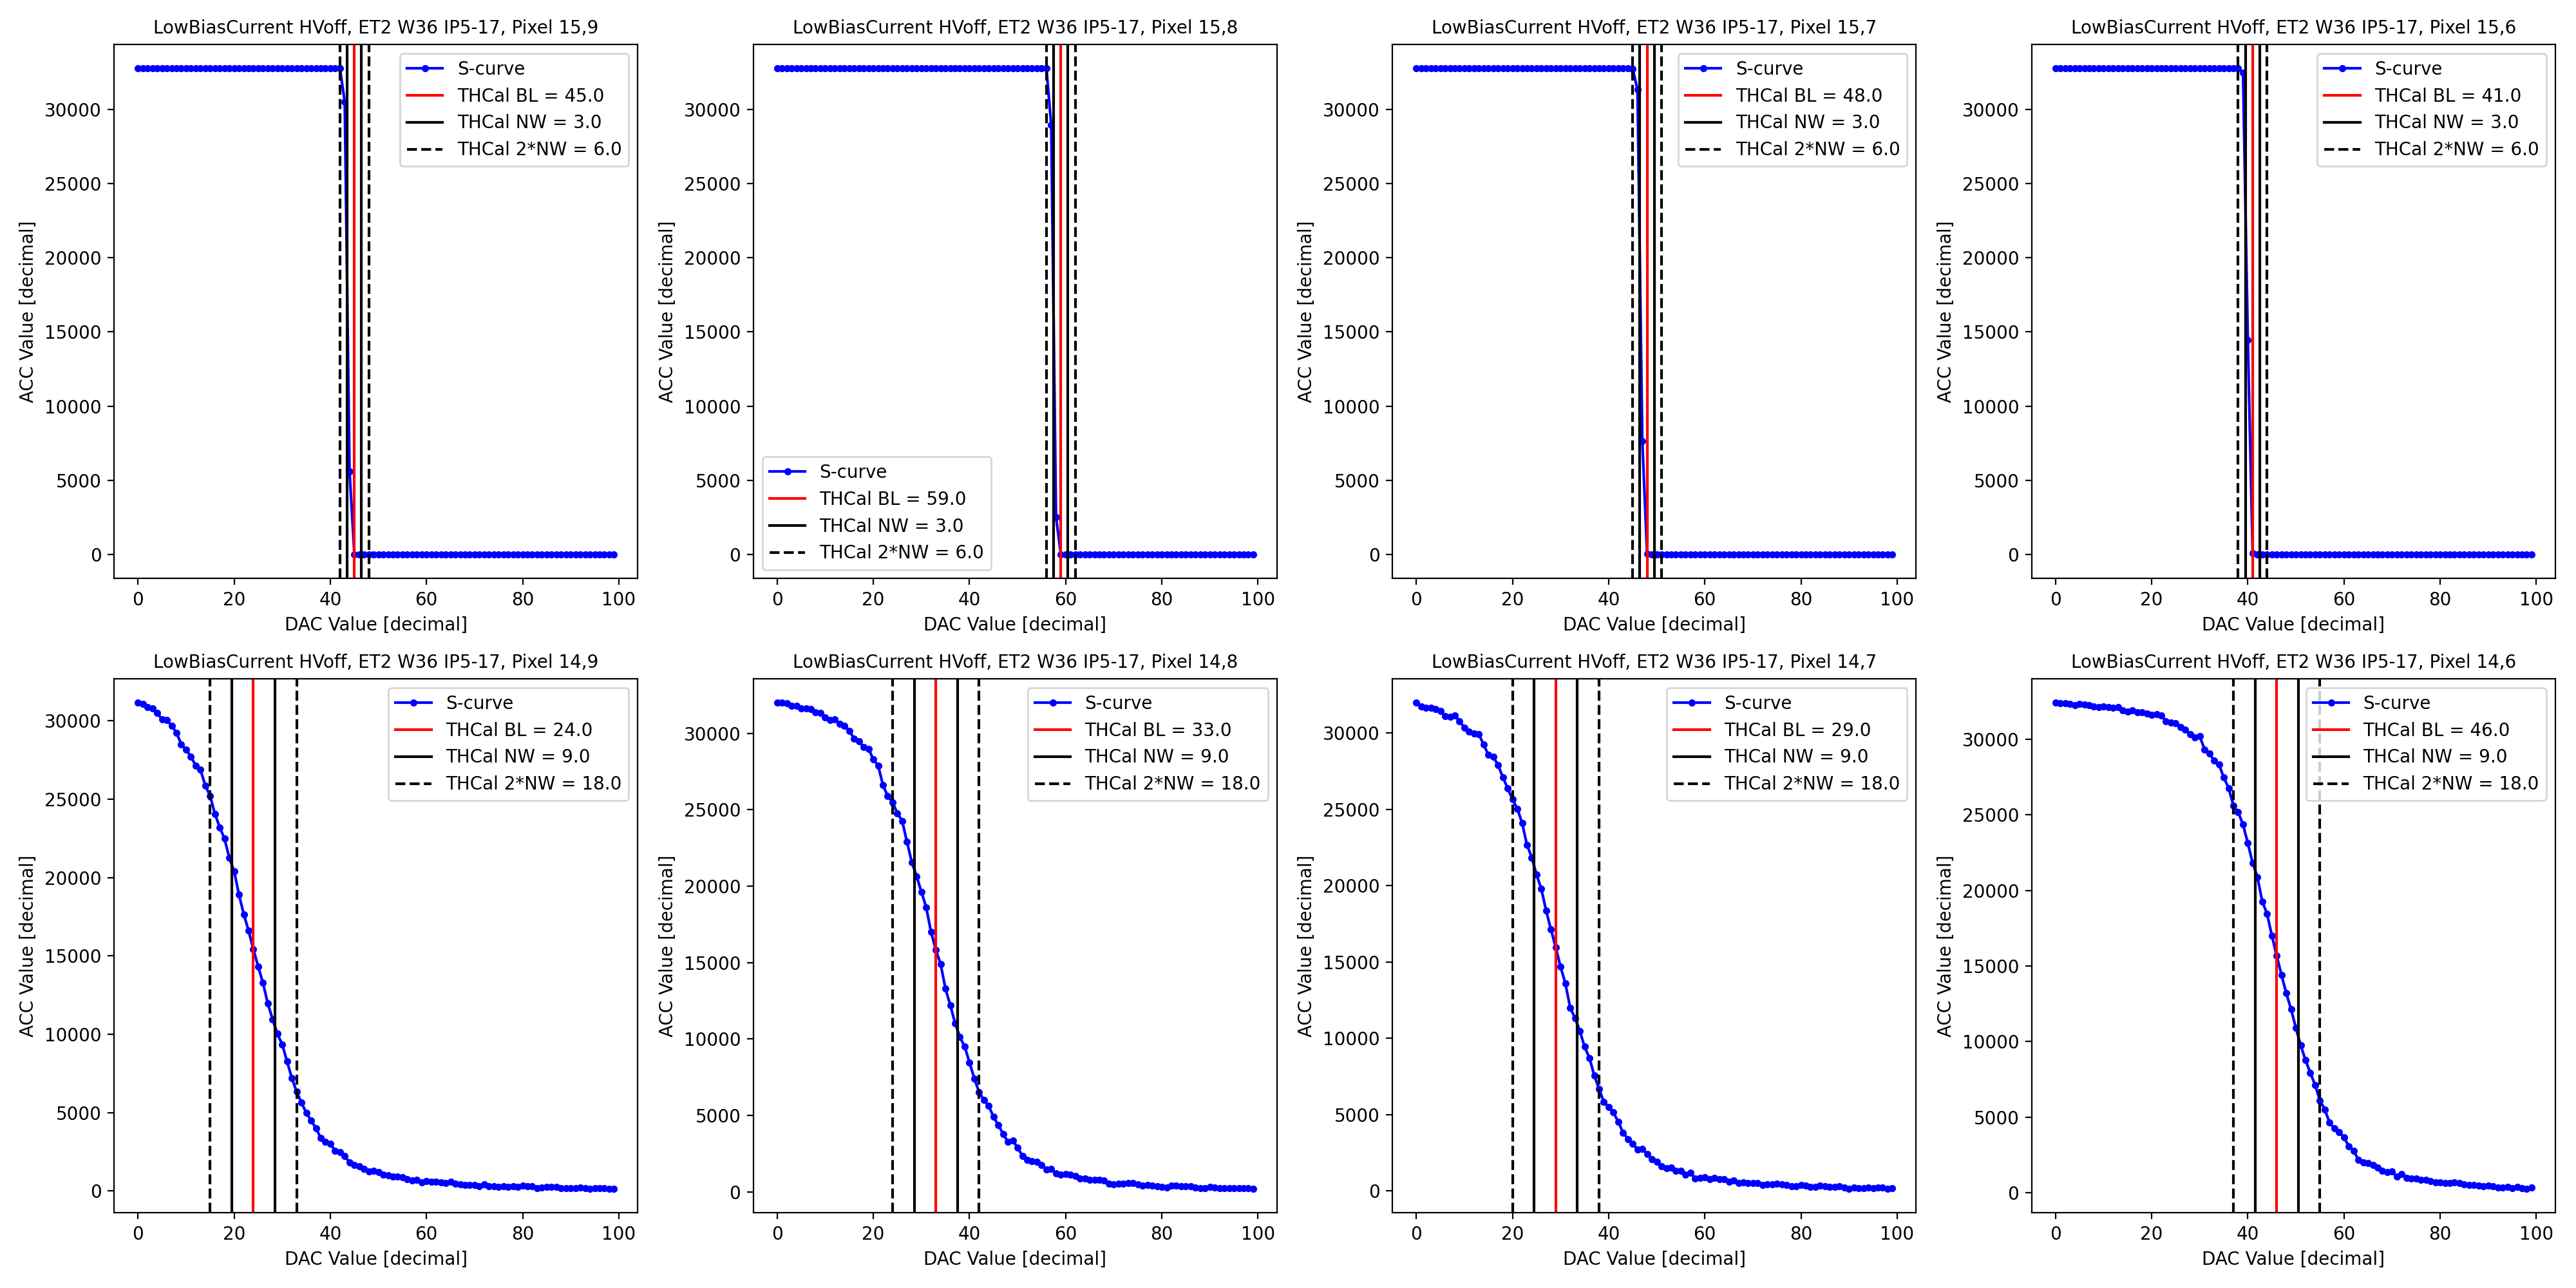 LowBiasCurrent HVoff, ET2 W36 IP5-17, Pixel 15,9
ACC Value [decimal]
30000
25000
20000
15000
10000
5000
0
S-curve
THCal BL = 45.0
THCal NW = 3.0
THCal 2*NW = 6.0
0 20 40 60 80 100
DAC Value [decimal]
LowBiasCurrent HVoff, ET2 W36 IP5-17, Pixel 15,8
ACC Value [decimal]
30000
25000
20000
15000
10000
5000
0
S-curve
THCal BL = 59.0
THCal NW = 3.0
THCal 2*NW = 6.0
0 20 40 60 80 100
DAC Value [decimal]
LowBiasCurrent HVoff, ET2 W36 IP5-17, Pixel 15,7
ACC Value [decimal]
30000
25000
20000
15000
10000
5000
0
S-curve
THCal BL = 48.0
THCal NW = 3.0
THCal 2*NW = 6.0
0 20 40 60 80 100
DAC Value [decimal]
LowBiasCurrent HVoff, ET2 W36 IP5-17, Pixel 15,6
ACC Value [decimal]
30000
25000
20000
15000
10000
5000
0
S-curve
THCal BL = 41.0
THCal NW = 3.0
THCal 2*NW = 6.0
0 20 40 60 80 100
DAC Value [decimal]
LowBiasCurrent HVoff, ET2 W36 IP5-17, Pixel 14,9
ACC Value [decimal]
30000
25000
20000
15000
10000
5000
0
S-curve
THCal BL = 24.0
THCal NW = 9.0
THCal 2*NW = 18.0
0 20 40 60 80 100
DAC Value [decimal]
LowBiasCurrent HVoff, ET2 W36 IP5-17, Pixel 14,8
ACC Value [decimal]
30000
25000
20000
15000
10000
5000
0
S-curve
THCal BL = 33.0
THCal NW = 9.0
THCal 2*NW = 18.0
0 20 40 60 80 100
DAC Value [decimal]
LowBiasCurrent HVoff, ET2 W36 IP5-17, Pixel 14,7
ACC Value [decimal]
30000
25000
20000
15000
10000
5000
0
S-curve
THCal BL = 29.0
THCal NW = 9.0
THCal 2*NW = 18.0
0 20 40 60 80 100
DAC Value [decimal]
LowBiasCurrent HVoff, ET2 W36 IP5-17, Pixel 14,6
ACC Value [decimal]
30000
25000
20000
15000
10000
5000
0
S-curve
THCal BL = 46.0
THCal NW = 9.0
THCal 2*NW = 18.0
0 20 40 60 80 100
DAC Value [decimal]